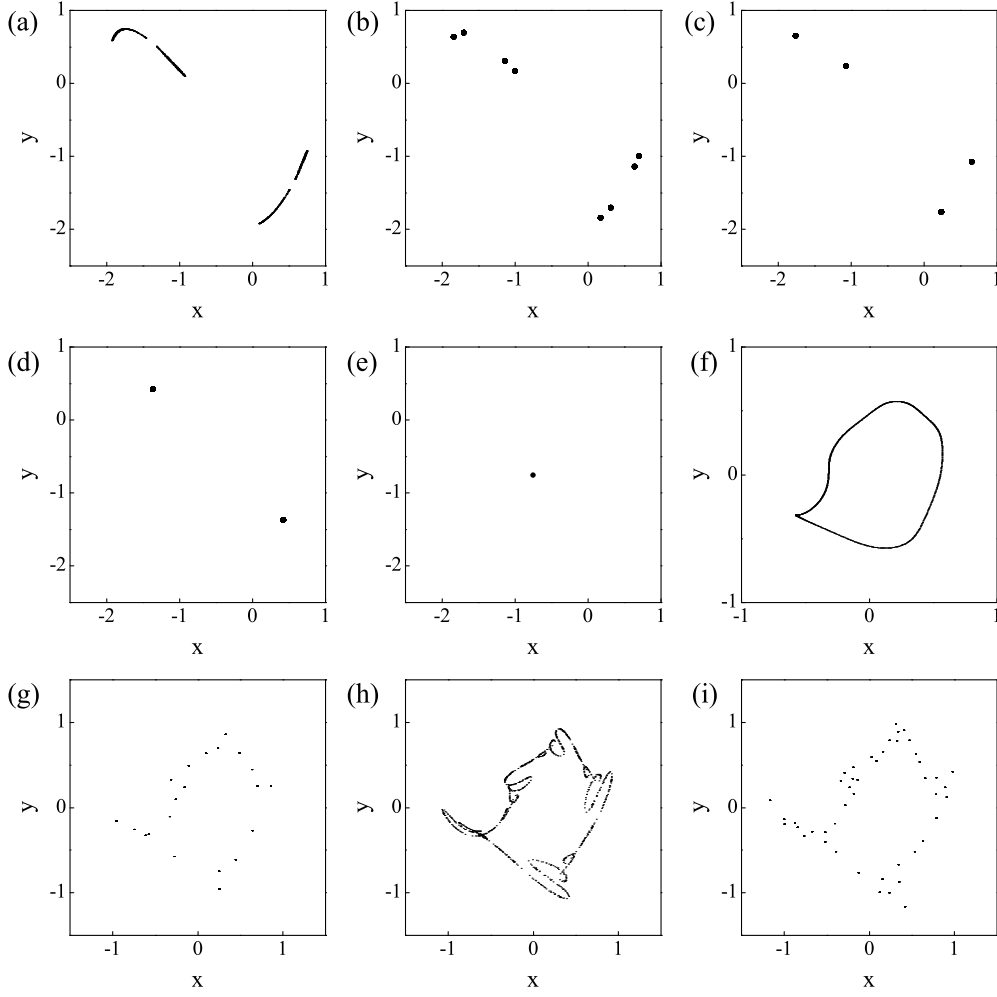 (a) 1 0 -1 -2 y -2 -1 0 1 x
(b) 1 0 -1 -2 y -2 -1 0 1 x
(c) 1 0 -1 -2 y -2 -1 0 1 x
(d) 1 0 -1 -2 y -2 -1 0 1 x
(e) 1 0 -1 -2 y -2 -1 0 1 x
(f) 1 0 -1 y -1 0 1 x
(g) 1 0 -1 y -1 0 1 x
(h) 1 0 -1 y -1 0 1 x
(i) 1 0 -1 y -1 0 1 x